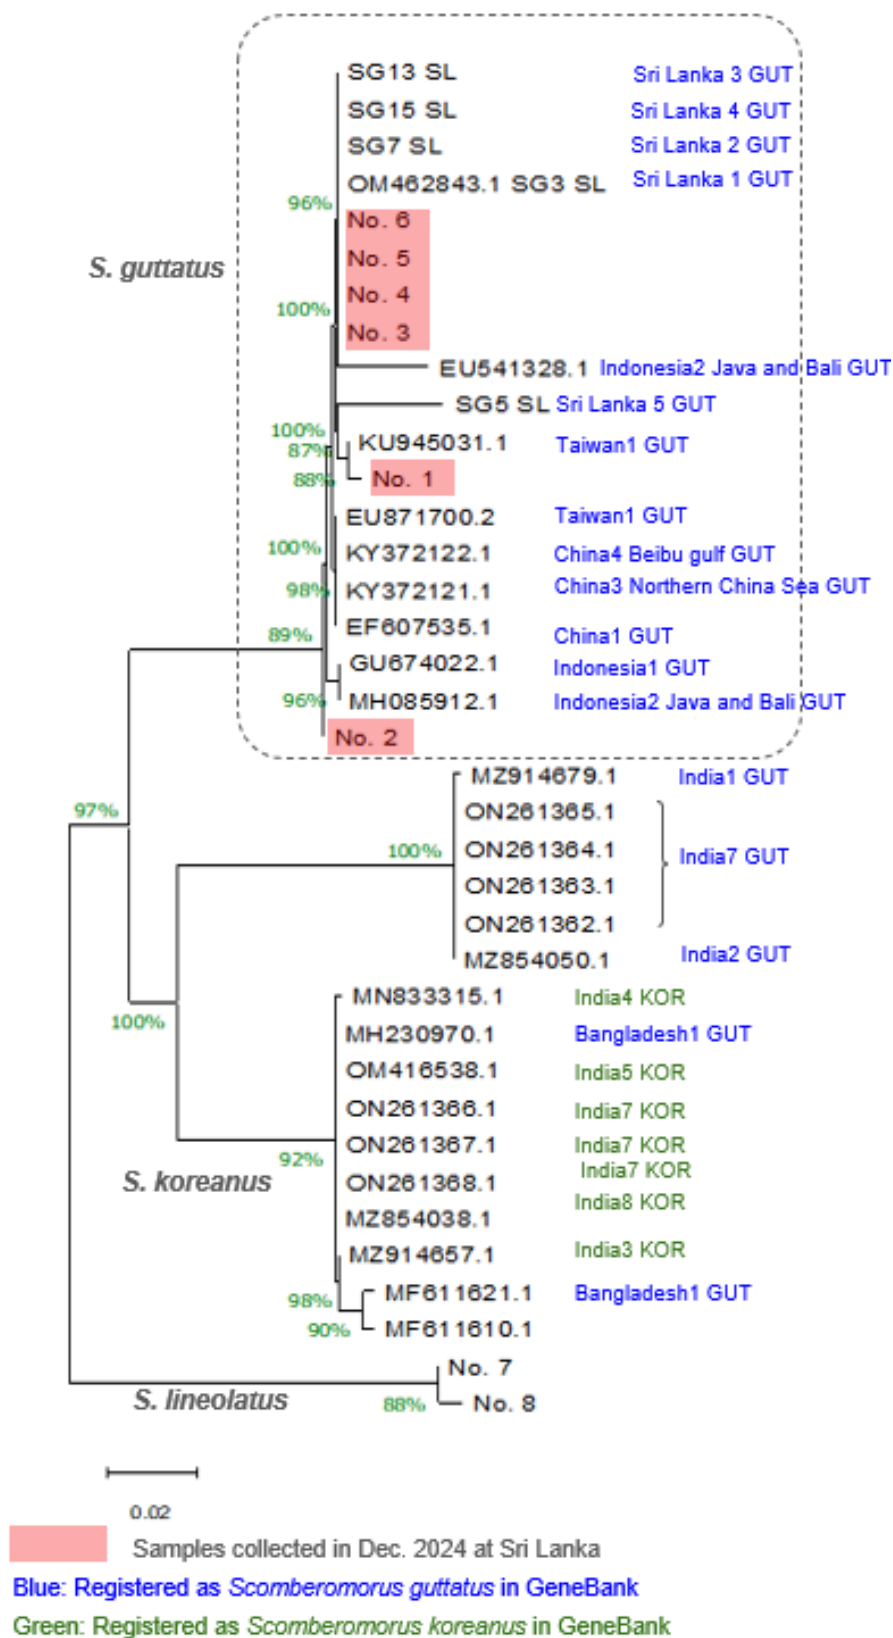 SG13 SL Sri Lanka 3 GUT
SG15 SL Sri Lanka 4 GUT
SG7 SL Sri Lanka 2 GUT
OM462843.1 SG3 SL Sri Lanka 1 GUT
96%
No. 6
No. 5
S. guttatus
No. 4
100%
No. 3
EU541328.1 Indonesia2 Java and Bali GUT
SG5 SL Sri Lanka 5 GUT
100%
KU945031.1 Taiwan1 GUT
87%
88% No. 1
EU871700.2 Taiwan1 GUT
100% KY372122.1 China4 Beibu gulf GUT
98% KY372121.1 China3 Northern China Sea GUT
89% EF607535.1 China1 GUT
GU674022.1 Indonesia1 GUT
96% MH085912.1 Indonesia2 Java and Bali GUT
No. 2
MZ914679.1 India1 GUT
97% ON261365.1
100% ON261364.1 India7 GUT
ON261363.1
ON261362.1
MZ854050.1 India2 GUT
MN833315.1 India4 KOR
100% MH230970.1 Bangladesh1 GUT
OM416538.1 India5 KOR
ON261366.1 India7 KOR
92% ON261367.1 India7 KOR
India7 KOR
S. koreanus ON261368.1
India8 KOR
MZ854038.1
MZ914657.1 India3 KOR
98% MF611621.1 Bangladesh1 GUT
90% MF611610.1
No. 7
S. lineolatus 88% No. 8
0.02
Samples collected in Dec. 2024 at Sri Lanka
Blue: Registered as Scomberomorus guttatus in GeneBank
Green: Registered as Scomberomorus koreanus in GeneBank